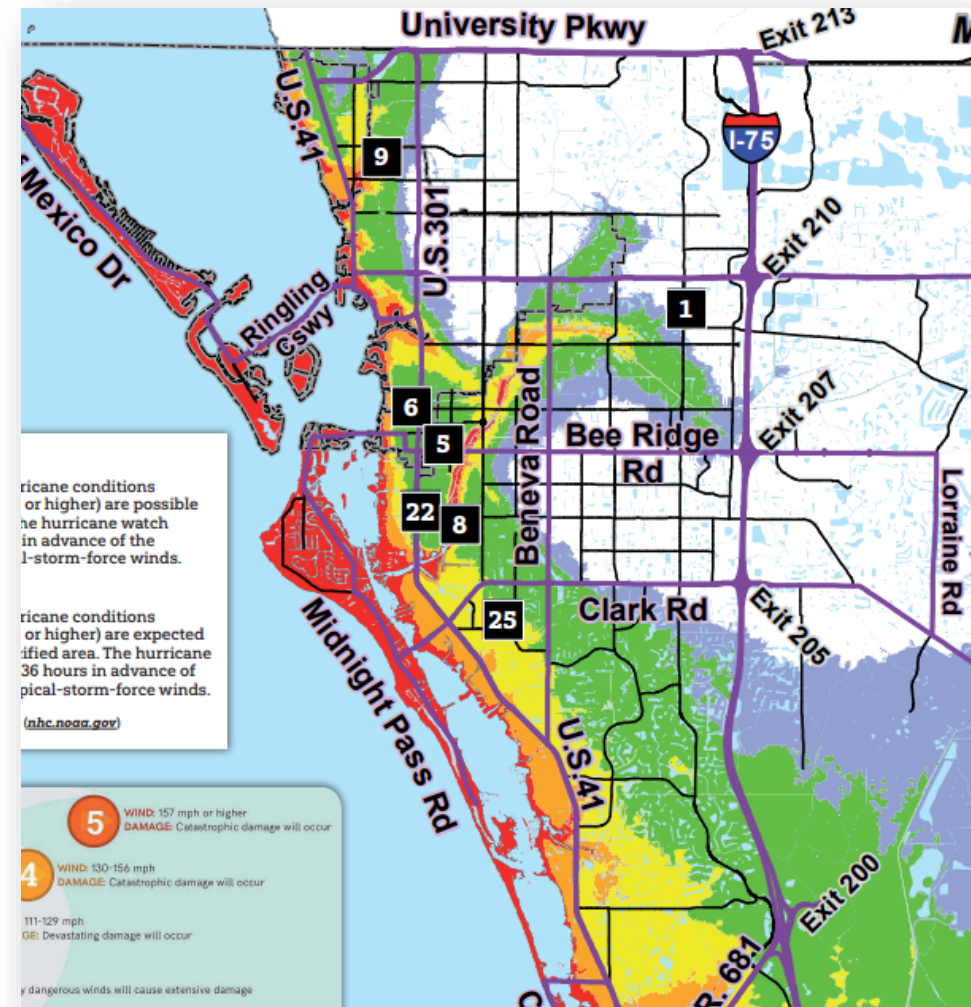 University Pkwy
Exit 213
M
U.S.41
I-75
9
Mexico Dr
U.S.301
Exit 210
Ringling
Cswy
1
6
5
Beneva Road
Bee Ridge
Rd
Exit 207
22
8
Lorraine Rd
25
Clark Rd
Exit 205
Midnight Pass Rd
U.S.41
Exit 200
R. 681
C
ricane conditions
or higher) are possible
he hurricane watch
in advance of the
l-storm-force winds.
ricane conditions
or higher) are expected
cified area. The hurricane
36 hours in advance of
pical-storm-force winds.
(nhc.noaa.gov)
5
WIND: 157 mph or higher
DAMAGE: Catastrophic damage will occur
4
WIND: 130-156 mph
DAMAGE: Catastrophic damage will occur
111-129 mph
GE: Devastating damage will occur
y dangerous winds will cause extensive damage